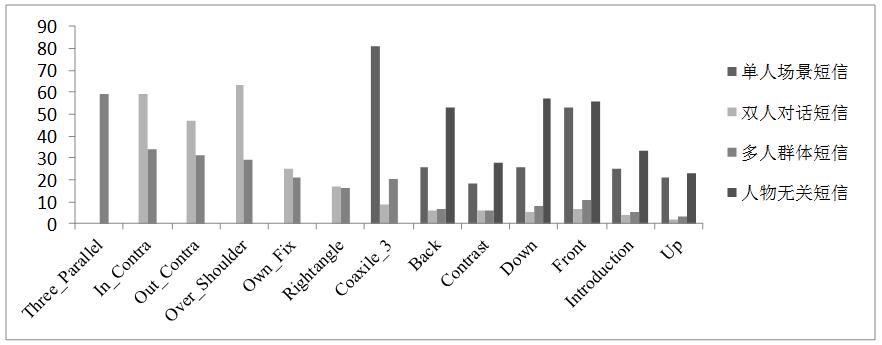 90
80
70
60
50
40
30
20
10
0
Three_Parallel
In_Contra
Out_Contra
Over_Shoulder
Own_Fix
Rightangle
Coaxile_3
Back
Contrast
Down
Front
Introduction
Up
单人场景短信
双人对话短信
多人群体短信
人物无关短信